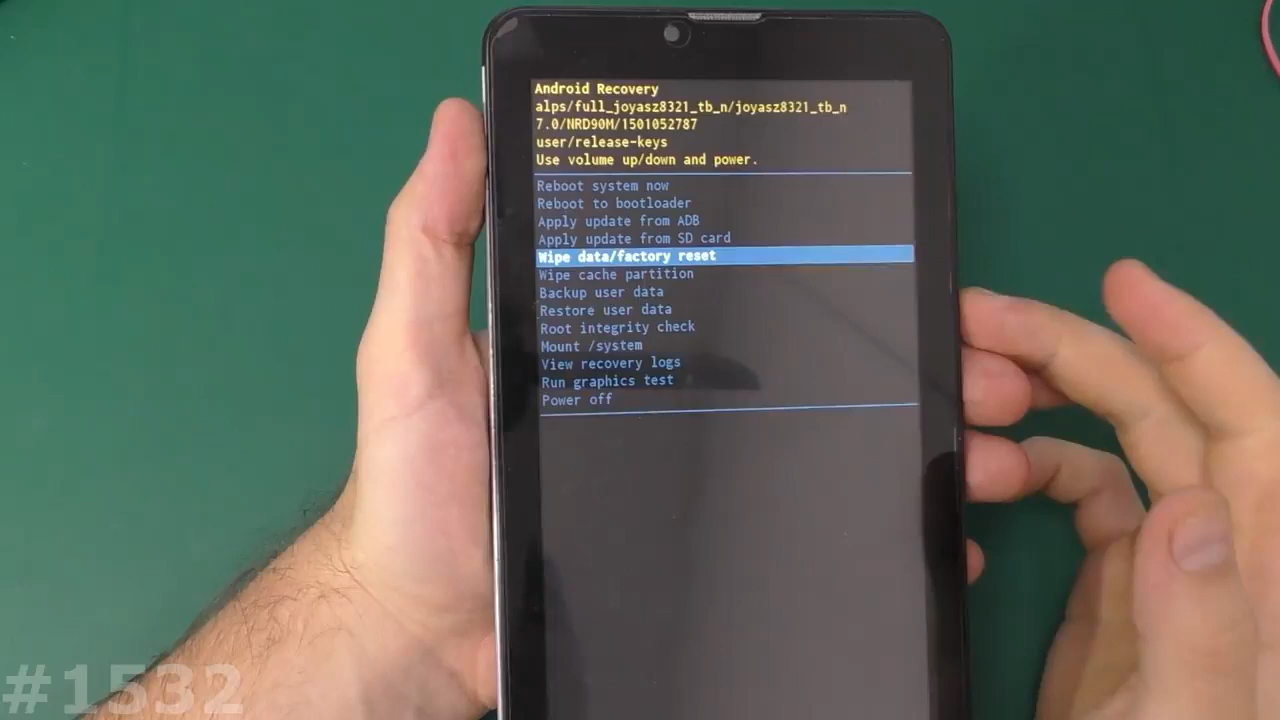 Android Recovery
alps/full_joyasz8321_tb_n/joyasz8321_tb_n
7.0/NRD90M/1501052787
user/release-keys
Use volume up/down and power.
Reboot system now
Reboot to bootloader
Apply update from ADB
Apply update from SD card
Wipe data/factory reset
Wipe cache partition
Backup user data
Restore user data
Root integrity check
Mount /system
View recovery logs
Run graphics test
Power off
#1532